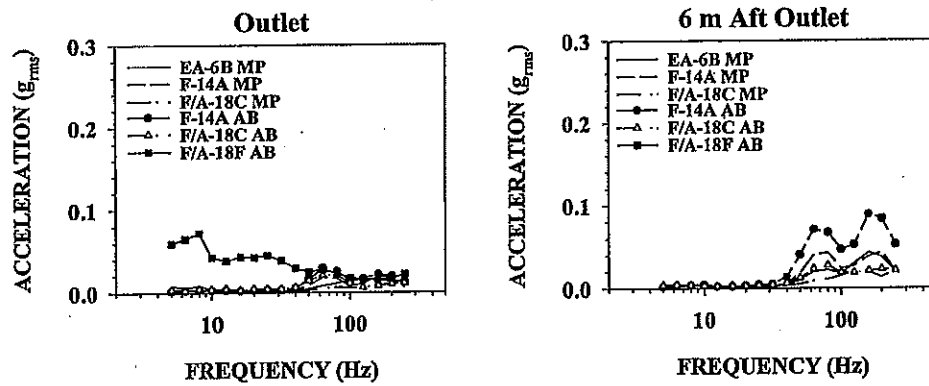 Outlet
ACCELERATION (grms)
0.3
0.2
0.1
0.0
EA-6B MP
F-14A MP
F/A-18C MP
F-14A AB
F/A-18C AB
F/A-18F AB
10
100
FREQUENCY (Hz)
6 m Aft Outlet
ACCELERATION (grms)
0.3
0.2
0.1
0.0
EA-6B MP
F-14A MP
F/A-18C MP
F-14A AB
F/A-18C AB
F/A-18F AB
10
100
FREQUENCY (Hz)